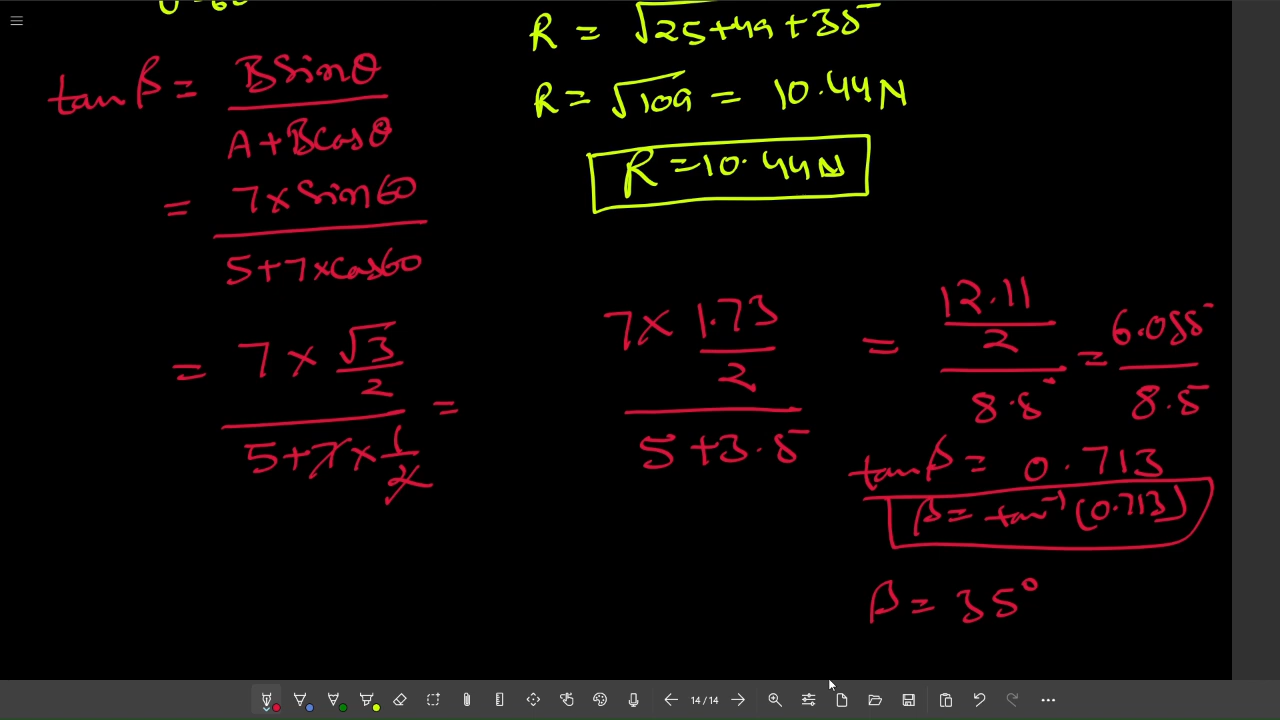 R = √25+49+35
tanβ = BSinθ / A+BCosθ
R = √109 = 10.44N
R = 10.44N
= 7×Sin60 / 5+7×Cos60
= 7 × √3/2 / 5+7×1/2 = 7× 1.73/2 / 5+3.5 = 12.11/2 / 8.5 = 6.055 / 8.5
tanβ = 0.713
β = tan⁻¹(0.713)
β = 35°
14/14